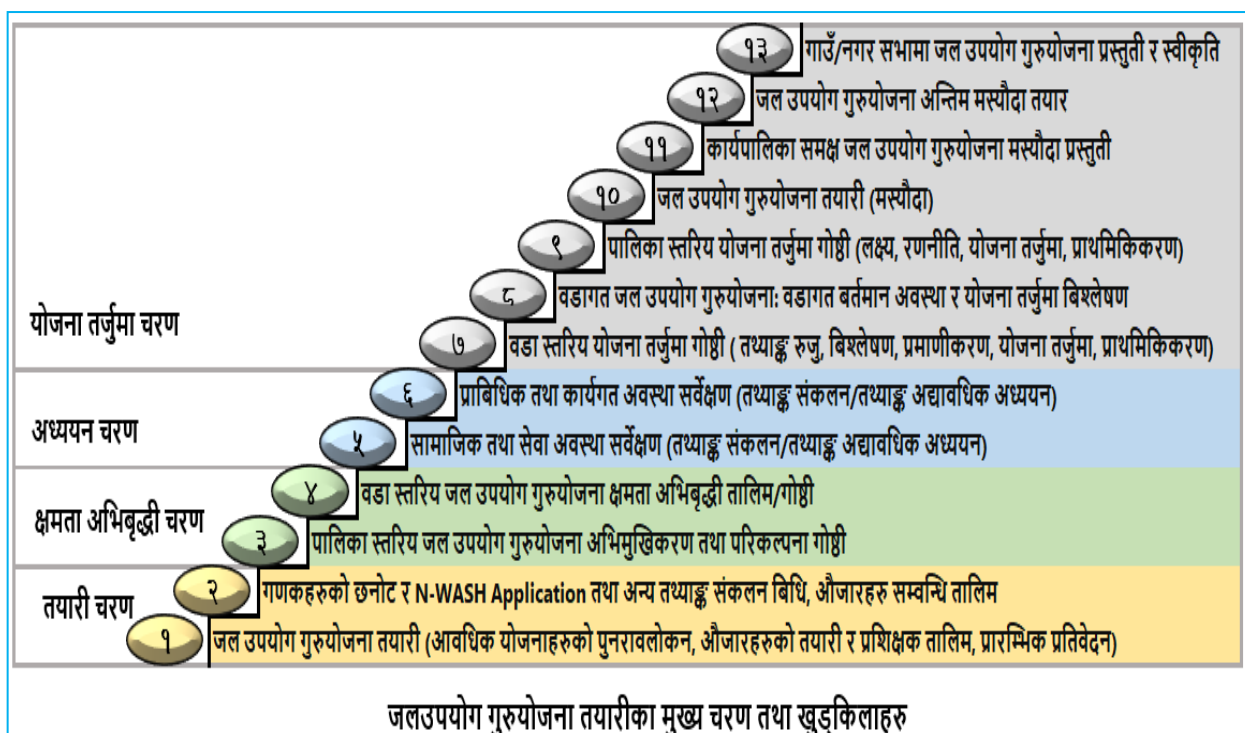 १३ गाउँ/नगर सभामा जल उपयोग गुरुयोजना प्रस्तुती र स्वीकृति
१२ जल उपयोग गुरुयोजना अन्तिम मस्यौदा तयार
११ कार्यपालिका समक्ष जल उपयोग गुरुयोजना मस्यौदा प्रस्तुती
१० जल उपयोग गुरुयोजना तयारी (मस्यौदा)
९ पालिका स्तरिय योजना तर्जुमा गोष्ठी (लक्ष्य, रणनीति, योजना तर्जुमा, प्राथमिकिकरण)
८ वडागत जल उपयोग गुरुयोजना: वडागत बर्तमान अवस्था र योजना तर्जुमा बिश्लेषण
योजना तर्जुमा चरण
७ वडा स्तरिय योजना तर्जुमा गोष्ठी ( तथ्याङ्क रुजु, बिश्लेषण, प्रमाणीकरण, योजना तर्जुमा, प्राथमिकिकरण)
६ प्राबिधिक तथा कार्यगत अवस्था सर्वेक्षण (तथ्याङ्क संकलन/तथ्याङ्क अद्यावधिक अध्ययन)
अध्ययन चरण
५ सामाजिक तथा सेवा अवस्था सर्वेक्षण (तथ्याङ्क संकलन/तथ्याङ्क अद्यावधिक अध्ययन)
४ वडा स्तरिय जल उपयोग गुरुयोजना क्षमता अभिबृद्धी तालिम/गोष्ठी
क्षमता अभिबृद्धी चरण
३ पालिका स्तरिय जल उपयोग गुरुयोजना अभिमुखिकरण तथा परिकल्पना गोष्ठी
२ गणकहरुको छनोट र N-WASH Application तथा अन्य तथ्याङ्क संकलन बिधि, औजारहरु सम्वन्धि तालिम
तयारी चरण
१ जल उपयोग गुरुयोजना तयारी (आवधिक योजनाहरुको पुनरावलोकन, औजारहरुको तयारी र प्रशिक्षक तालिम, प्रारम्भिक प्रतिवेदन)
जलउपयोग गुरुयोजना तयारीका मुख्य चरण तथा खुड्किलाहरु